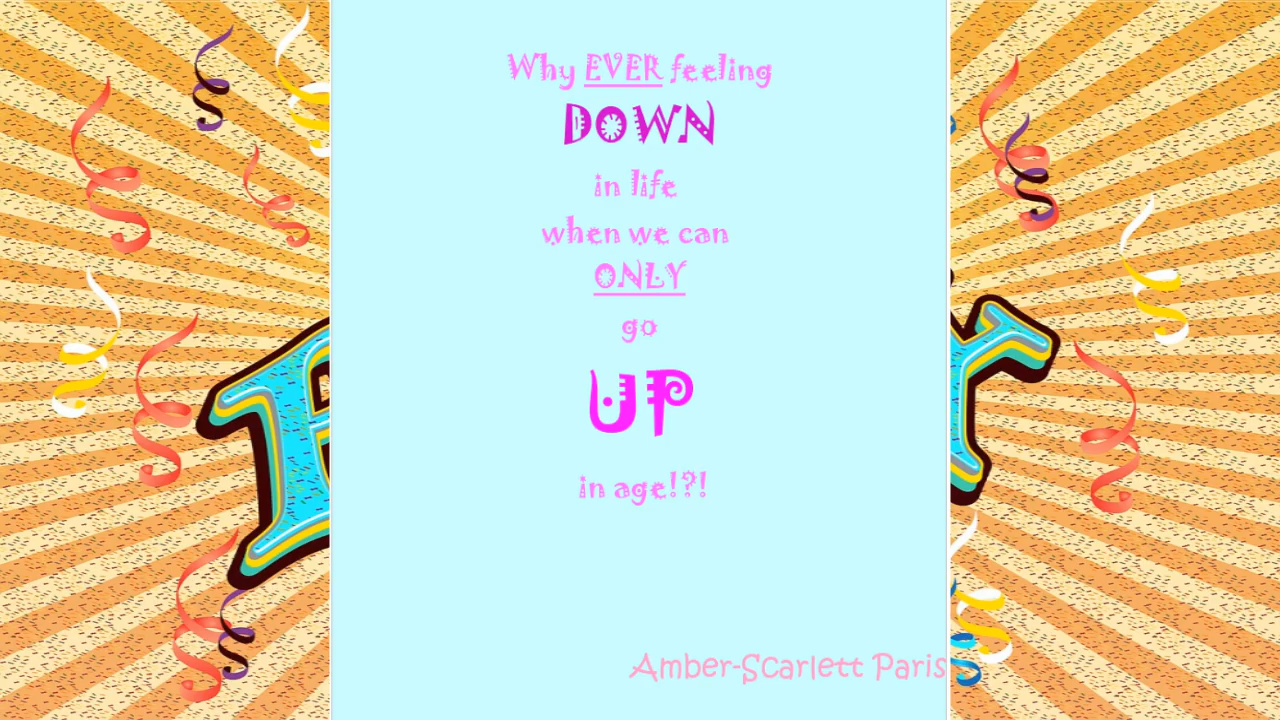 Why EVER feeling
DOWN
in life
when we can
ONLY
go
UP
in age!?!
Amber-Scarlett Paris